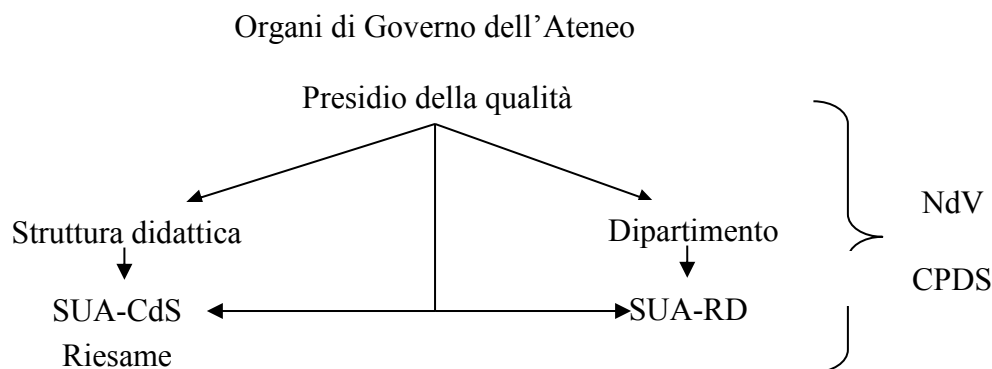 Organi di Governo dell’Ateneo
Presidio della qualità
Struttura didattica
Dipartimento
NdV
CPDS
SUA-CdS
SUA-RD
Riesame